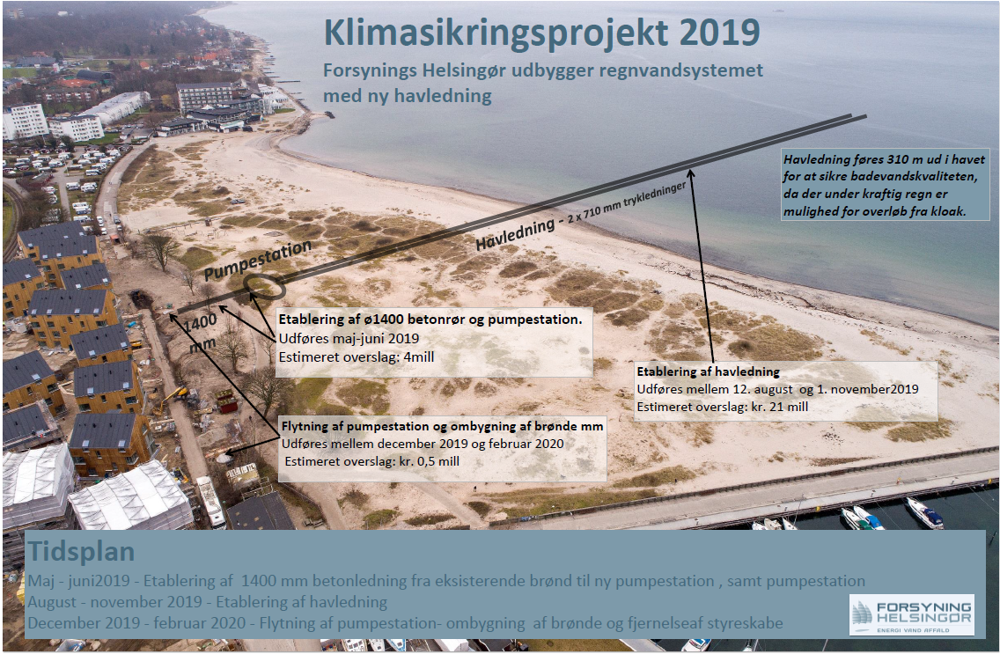 Klimasikringsprojekt 2019
Forsynings Helsingør udbygger regnvandsystemet
med ny havledning
Havledning føres 310 m ud i havet
for at sikre badevandskvaliteten,
da der under kraftig regn er
mulighed for overløb fra kloak.
Havledning - 2 x 710 mm trykledninger
Pumpestation
1400
mm
Etablering af ø1400 betonrør og pumpestation.
Udføres maj-juni 2019
Estimeret overslag: 4mill
Etablering af havledning
Udføres mellem 12. august og 1. november2019
Estimeret overslag: kr. 21 mill
Flytning af pumpestation og ombygning af brønde mm
Udføres mellem december 2019 og februar 2020
Estimeret overslag: kr. 0,5 mill
Tidsplan
Maj - juni2019 - Etablering af 1400 mm betonledning fra eksisterende brønd til ny pumpestation , samt pumpestation
August - november 2019 - Etablering af havledning
December 2019 - februar 2020 - Flytning af pumpestation- ombygning af brønde og fjernelseaf styreskabe
FORSYNING
HELSINGØR
ENERGI VAND AFFALD